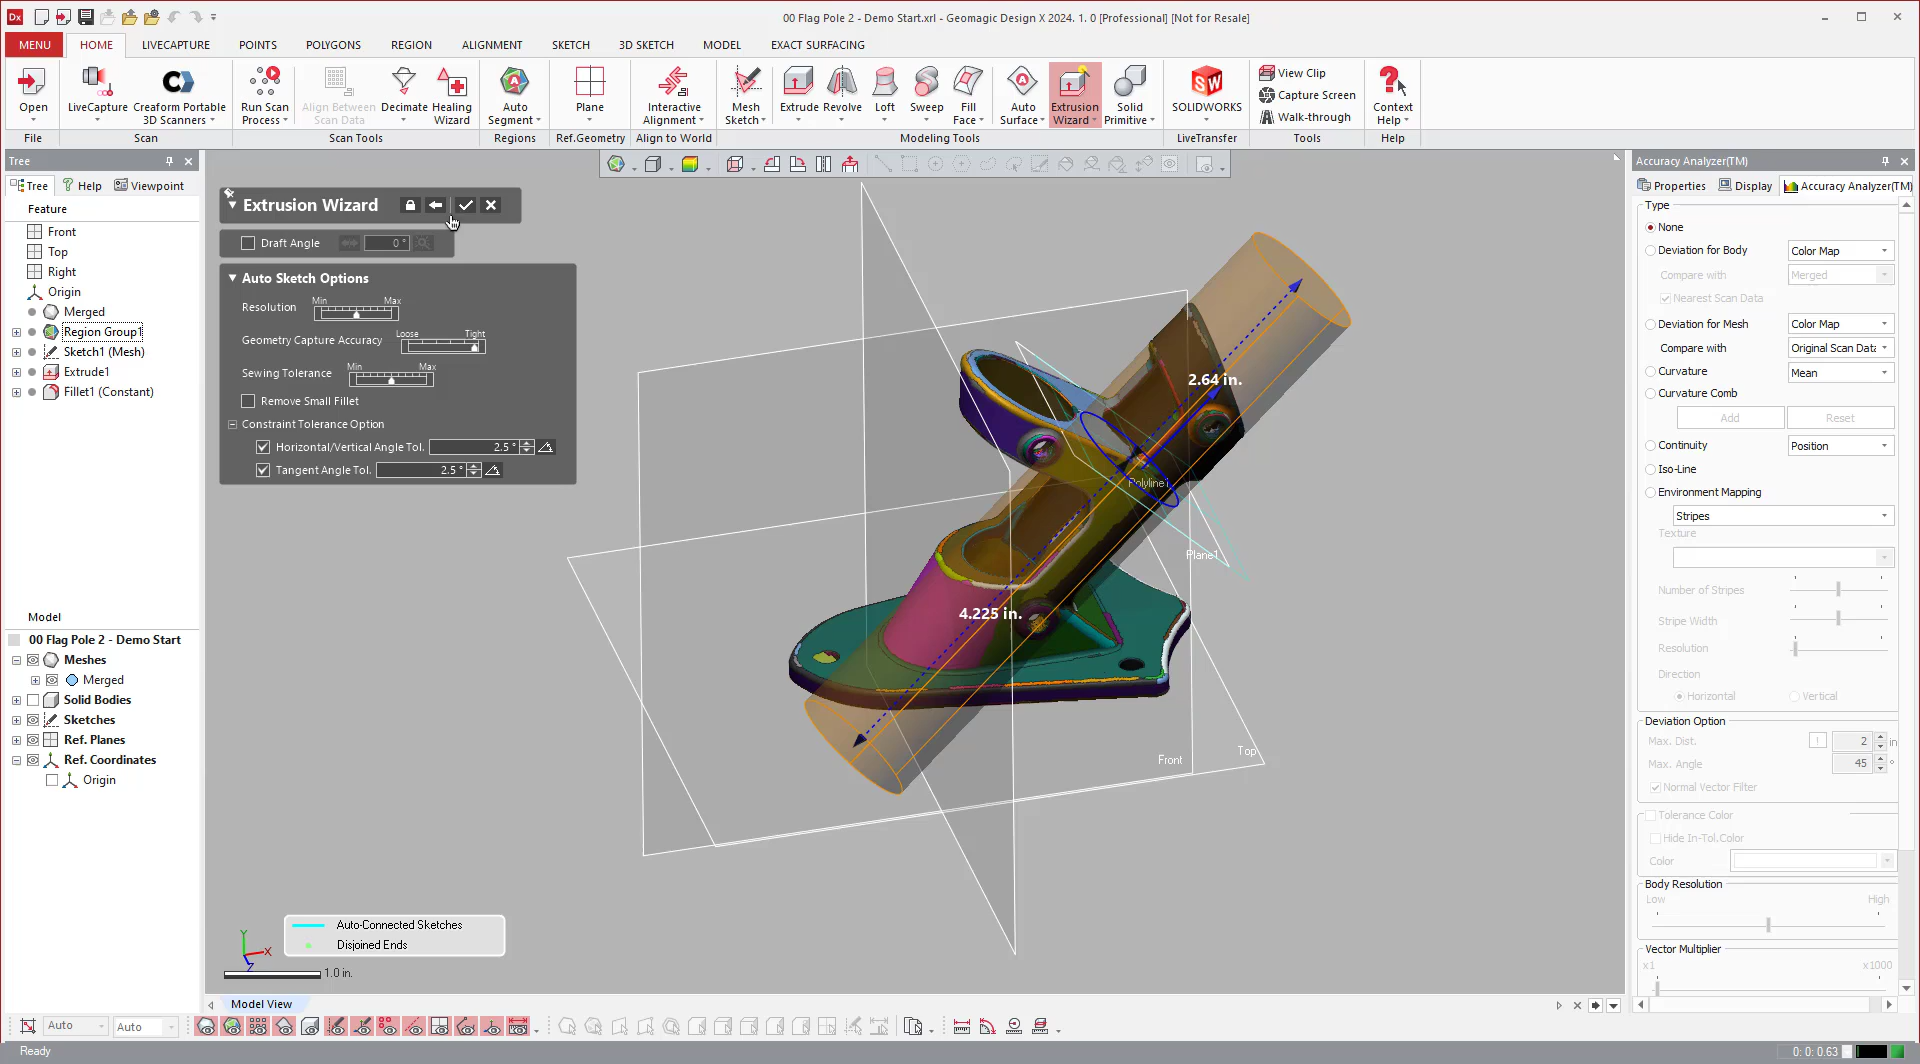 Dx
00 Flag Pole 2 - Demo Start.xrl - Geomagic Design X 2024. 1. 0 [Professional] [Not for Resale]
MENU HOME LIVECAPTURE POINTS POLYGONS REGION ALIGNMENT SKETCH 3D SKETCH MODEL EXACT SURFACING
Open
LiveCapture
Creaform Portable
3D Scanners
Run Scan
Process
Align Between
Scan Data
Decimate
Healing
Wizard
Auto
Segment
Plane
Interactive
Alignment
Mesh
Sketch
Extrude
Revolve
Loft
Sweep
Fill
Face
Auto
Surface
Extrusion
Wizard
Solid
Primitive
SOLIDWORKS
View Clip
Capture Screen
Walk-through
Context
Help
File Scan Scan Tools Regions Ref.Geometry Align to World Modeling Tools LiveTransfer Tools Help
Tree
Tree Help Viewpoint
Feature
Front
Top
Right
Origin
Merged
Region Group1
Sketch1 (Mesh)
Extrude1
Fillet1 (Constant)
Model
00 Flag Pole 2 - Demo Start
Meshes
Merged
Solid Bodies
Sketches
Ref. Planes
Ref. Coordinates
Origin
Extrusion Wizard
Draft Angle 0 °
Auto Sketch Options
Resolution Min Max
Geometry Capture Accuracy Loose Tight
Sewing Tolerance Min Max
Remove Small Fillet
Constraint Tolerance Option
Horizontal/Vertical Angle Tol. 2.5 °
Tangent Angle Tol. 2.5 °
2.64 in.
Polyline1
Plane1
4.225 in.
Front
Top
Auto-Connected Sketches
Disjoined Ends
Y
X
Z
1.0 in.
Model View
Accuracy Analyzer(TM)
Properties Display Accuracy Analyzer(TM)
Type
None
Deviation for Body Color Map
Compare with Merged
Nearest Scan Data
Deviation for Mesh Color Map
Compare with Original Scan Data
Curvature Mean
Curvature Comb
Add Reset
Continuity Position
Iso-Line
Environment Mapping
Stripes
Texture
Number of Stripes
Stripe Width
Resolution
Direction
Horizontal Vertical
Deviation Option
Max. Dist. ! 2 in
Max. Angle 45 °
Normal Vector Filter
Tolerance Color
Hide In-Tol.Color
Color
Body Resolution
Low High
Vector Multiplier
x1 x1000
Auto Auto
Ready
0: 0: 0.63